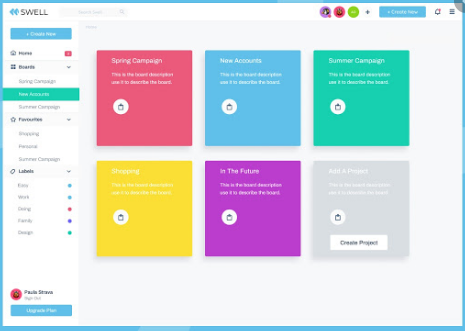 SWELL
+ Create New
+ Create New
Home
Home
Boards
Spring Campaign
New Accounts
Summer Campaign
Favourites
Shopping
Personal
Summer Campaign
Labels
Easy
Work
Doing
Family
Design
Paula Strava
Upgrade Plan
Spring Campaign
This is the board description
use it to describe the board.
New Accounts
This is the board description
use it to describe the board.
Summer Campaign
This is the board description
use it to describe the board.
Shopping
This is the board description
use it to describe the board.
In The Future
This is the board description
use it to describe the board.
Add A Project
This is the board description
use it to describe the board.
Create Project